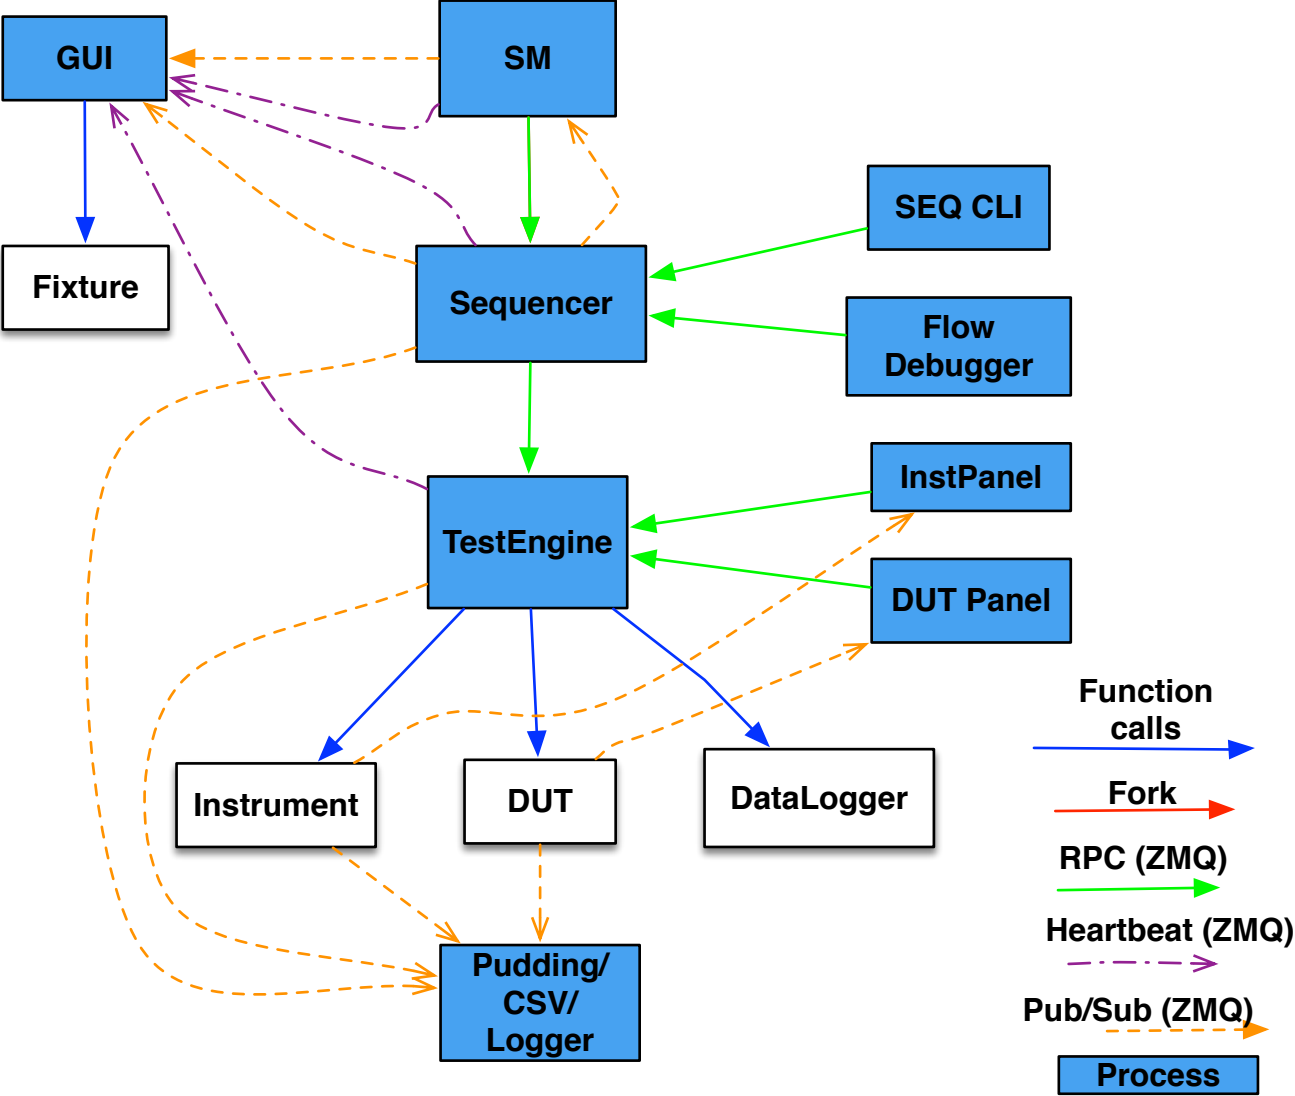 GUI
SM
SEQ CLI
Fixture
Sequencer
Flow
Debugger
InstPanel
TestEngine
DUT Panel
Function
calls
Instrument
DUT
DataLogger
Fork
RPC (ZMQ)
Heartbeat (ZMQ)
Pudding/
CSV/
Logger
Pub/Sub (ZMQ)
Process